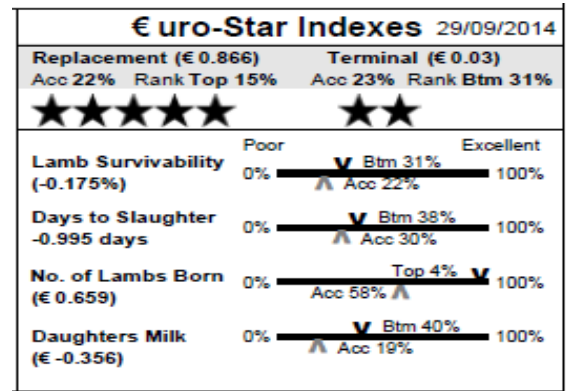 €uro-Star Indexes 29/09/2014
Replacement (€ 0.866) Terminal (€ 0.03)
Acc 22% Rank Top 15% Acc 23% Rank Btm 31%
Poor Excellent
Lamb Survivability 0% Btm 31% 100%
(-0.175%) Acc 22%
Days to Slaughter 0% Btm 38% 100%
-0.995 days Acc 30%
No. of Lambs Born 0% Top 4% 100%
(€ 0.659) Acc 58%
Daughters Milk 0% Btm 40% 100%
(€ -0.356) Acc 19%